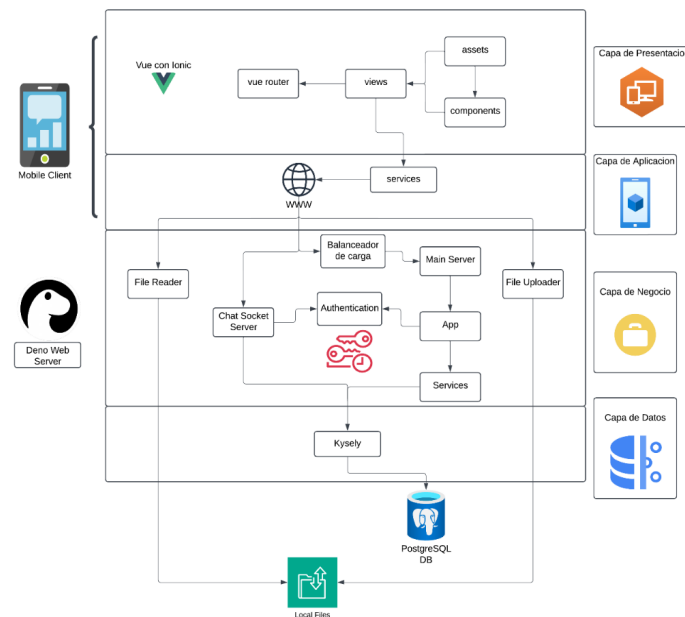 Vue con Ionic
assets
vue router
views
components
Capa de Presentacio
Mobile Client
services
WWW
Capa de Aplicacion
Balanceador
de carga
Main Server
File Reader
File Uploader
Chat Socket
Server
Authentication
App
Services
Deno Web
Server
Capa de Negocio
Kysely
Capa de Datos
PostgreSQL
DB
Local Files